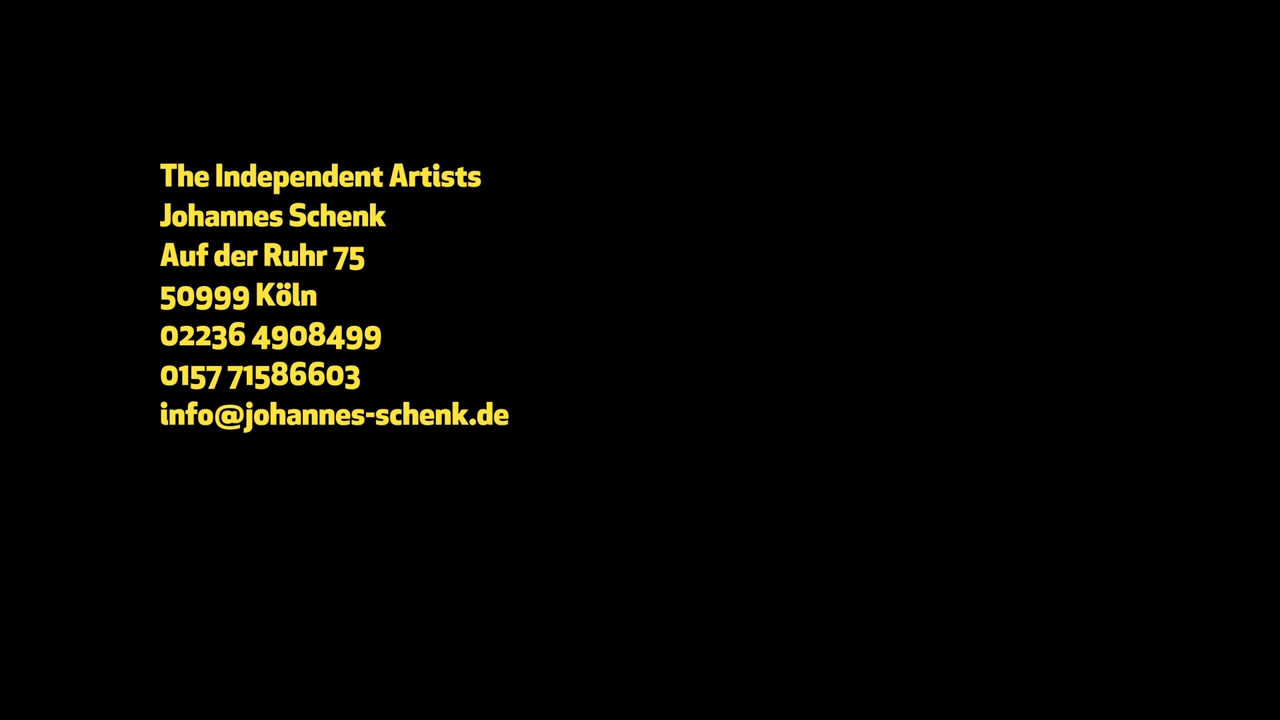 The Independent Artists
Johannes Schenk
Auf der Ruhr 75
50999 Köln
02236 4908499
0157 71586603
info@johannes-schenk.de